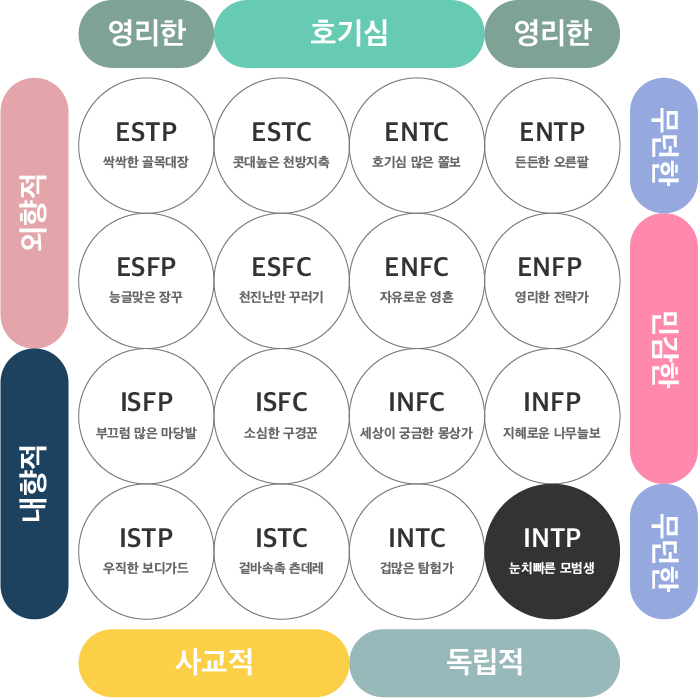 영리한
호기심
영리한
외향적
내향적
ESTP
싹싹한 골목대장
ESTC
콧대높은 천방지축
ENTC
호기심 많은 쫄보
ENTP
든든한 오른팔
ESFP
능글맞은 장꾸
ESFC
천진난만 꾸러기
ENFC
자유로운 영혼
ENFP
영리한 전략가
ISFP
부끄럼 많은 마당발
ISFC
소심한 구경꾼
INFC
세상이 궁금한 몽상가
INFP
지혜로운 나무늘보
ISTP
우직한 보디가드
ISTC
겉바속촉 츤데레
INTC
겁많은 탐험가
INTP
눈치빠른 모범생
무던한
민감한
무던한
사교적
독립적